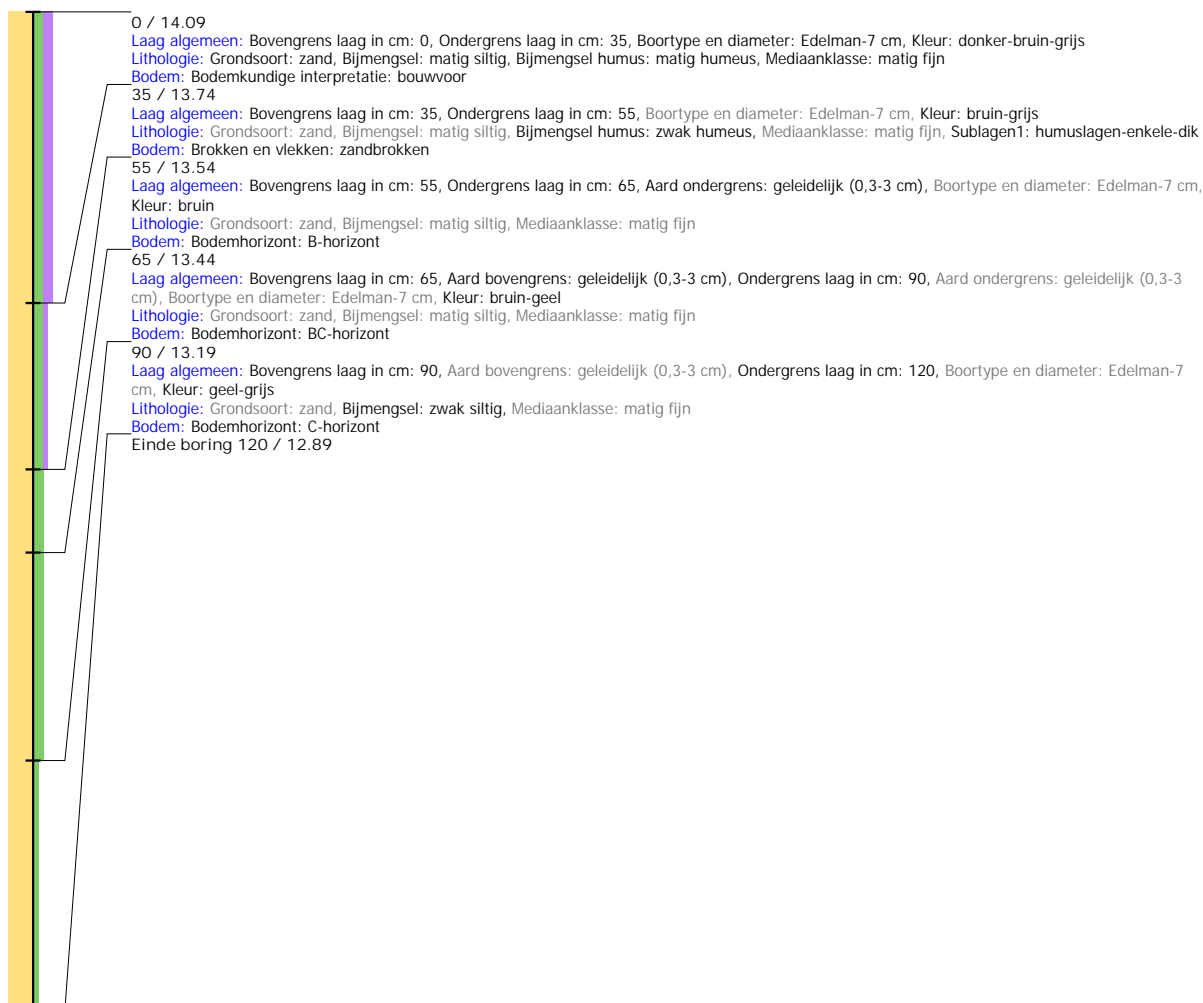 0 / 14.09
Laag algemeen: Bovengrens laag in cm: 0, Ondergrens laag in cm: 35, Boortype en diameter: Edelman-7 cm, Kleur: donker-bruin-grijs
Lithologie: Grondsoort: zand, Bijmengsel: matig siltig, Bijmengsel humus: matig humeus, Mediaanklasse: matig fijn
Bodem: Bodemkundige interpretatie: bouwvoor
35 / 13.74
Laag algemeen: Bovengrens laag in cm: 35, Ondergrens laag in cm: 55, Boortype en diameter: Edelman-7 cm, Kleur: bruin-grijs
Lithologie: Grondsoort: zand, Bijmengsel: matig siltig, Bijmengsel humus: zwak humeus, Mediaanklasse: matig fijn, Sublagen1: humuslagen-enkele-dik
Bodem: Brokken en vlekken: zandbrokken
55 / 13.54
Laag algemeen: Bovengrens laag in cm: 55, Ondergrens laag in cm: 65, Aard ondergrens: geleidelijk (0,3-3 cm), Boortype en diameter: Edelman-7 cm,
Kleur: bruin
Lithologie: Grondsoort: zand, Bijmengsel: matig siltig, Mediaanklasse: matig fijn
Bodem: Bodemhorizont: B-horizont
65 / 13.44
Laag algemeen: Bovengrens laag in cm: 65, Aard bovengrens: geleidelijk (0,3-3 cm), Ondergrens laag in cm: 90, Aard ondergrens: geleidelijk (0,3-3
cm), Boortype en diameter: Edelman-7 cm, Kleur: bruin-geel
Lithologie: Grondsoort: zand, Bijmengsel: matig siltig, Mediaanklasse: matig fijn
Bodem: Bodemhorizont: BC-horizont
90 / 13.19
Laag algemeen: Bovengrens laag in cm: 90, Aard bovengrens: geleidelijk (0,3-3 cm), Ondergrens laag in cm: 120, Boortype en diameter: Edelman-7
cm, Kleur: geel-grijs
Lithologie: Grondsoort: zand, Bijmengsel: zwak siltig, Mediaanklasse: matig fijn
Bodem: Bodemhorizont: C-horizont
Einde boring 120 / 12.89